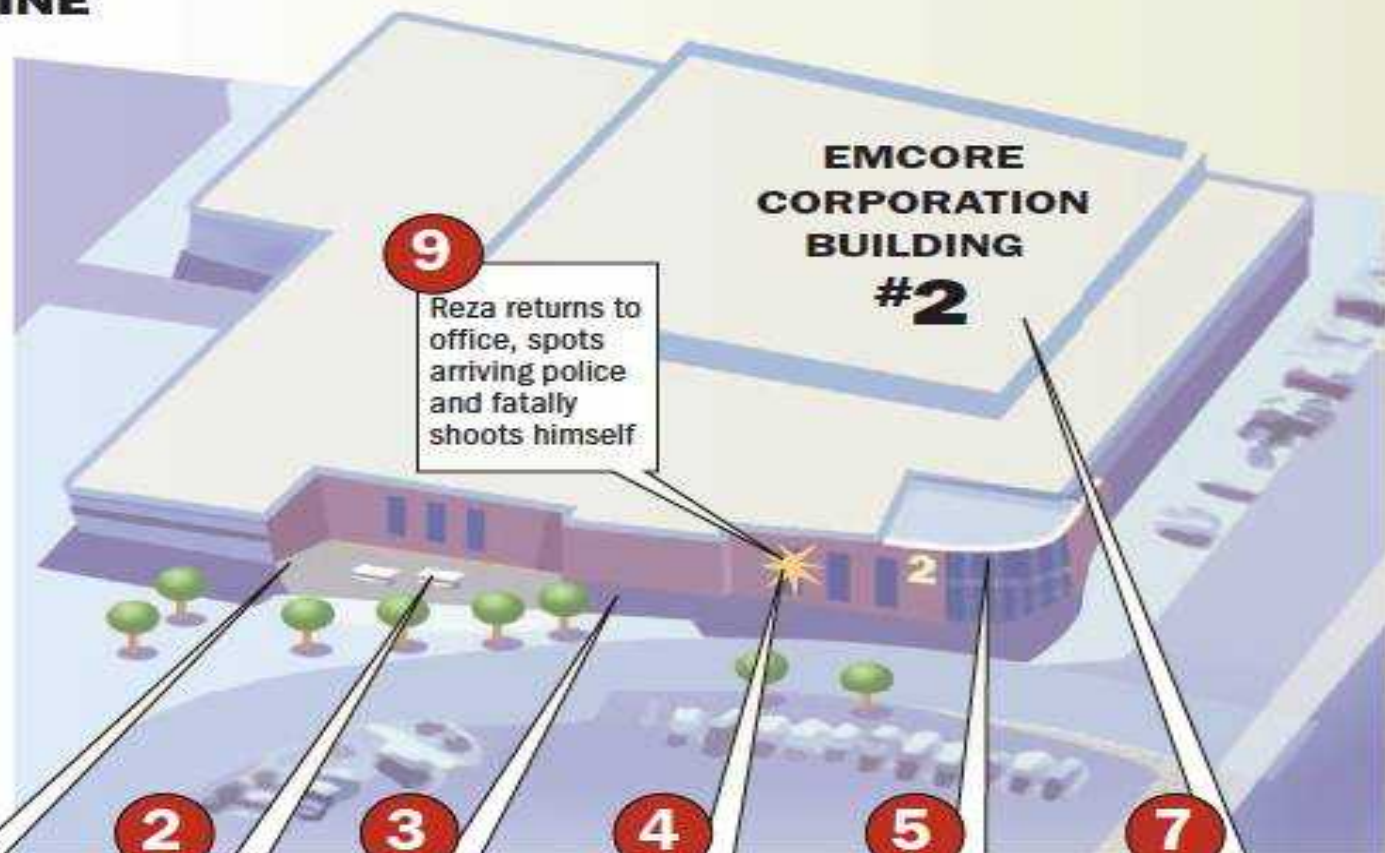 INE
EMCORE
CORPORATION
BUILDING
#2
9
Reza returns to
office, spots
arriving police
and fatally
shoots himself
2
2
3
4
5
7